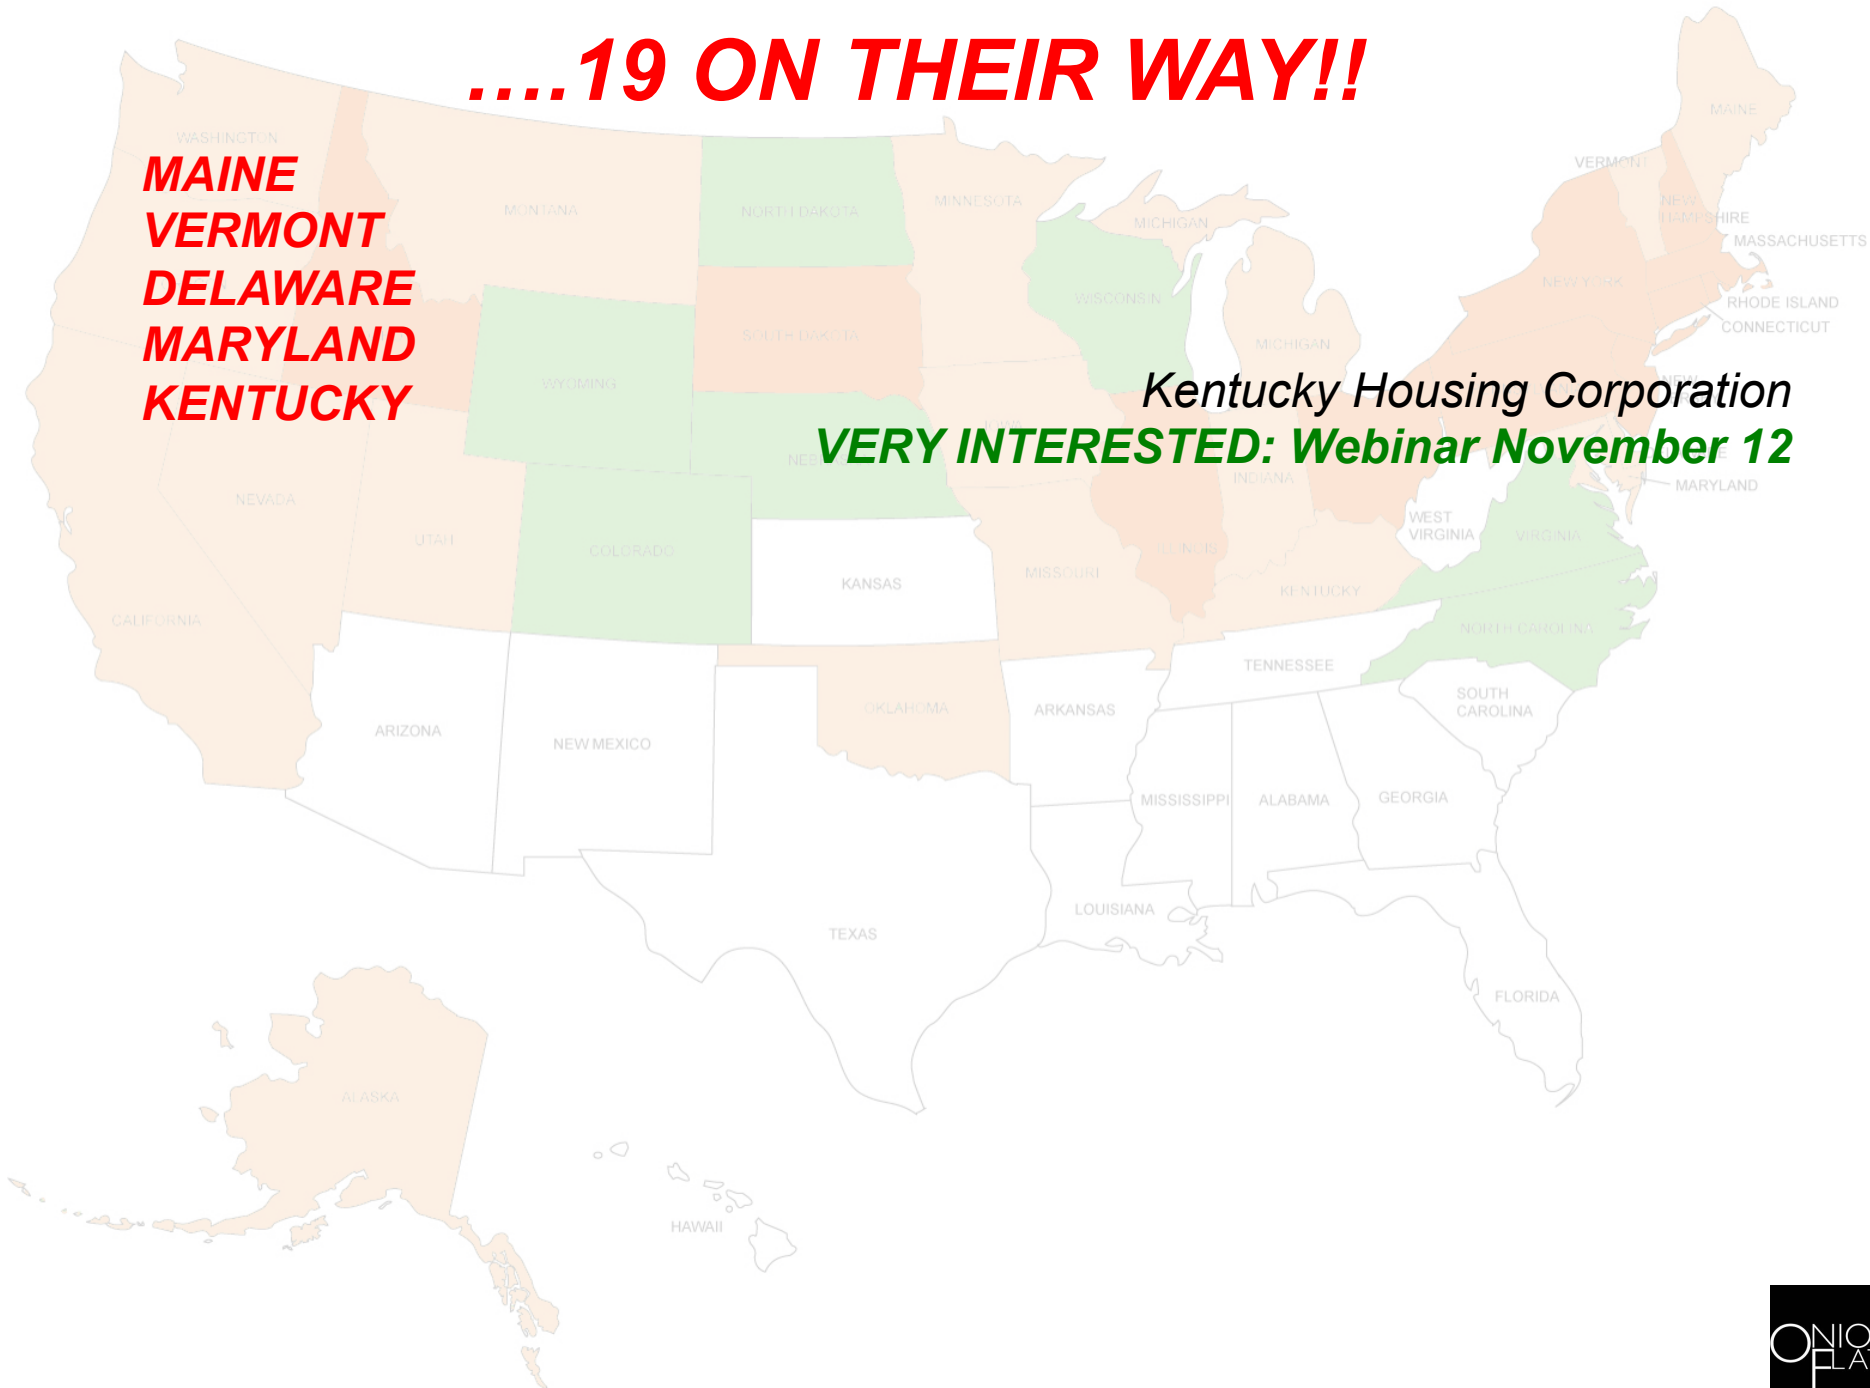 ....19 ON THEIR WAY!!
MAINE
VERMONT
DELAWARE
MARYLAND
KENTUCKY
Kentucky Housing Corporation
VERY INTERESTED: Webinar November 12
WASHINGTON
MONTANA
NORTH DAKOTA
MINNESOTA
MICHIGAN
VERMONT
MAINE
NEW
HAMPSHIRE
MASSACHUSETTS
NEW YORK
RHODE ISLAND
CONNECTICUT
WISCONSIN
SOUTH DAKOTA
MICHIGAN
WYOMING
NEW
INDIANA
MARYLAND
NEVADA
UTAH
COLORADO
KANSAS
MISSOURI
ILLINOIS
KENTUCKY
WEST
VIRGINIA
VIRGINIA
CALIFORNIA
NORTH CAROLINA
TENNESSEE
ARIZONA
NEW MEXICO
OKLAHOMA
ARKANSAS
SOUTH
CAROLINA
MISSISSIPPI
ALABAMA
GEORGIA
LOUISIANA
TEXAS
FLORIDA
ALASKA
HAWAII
ONIO
FLAT